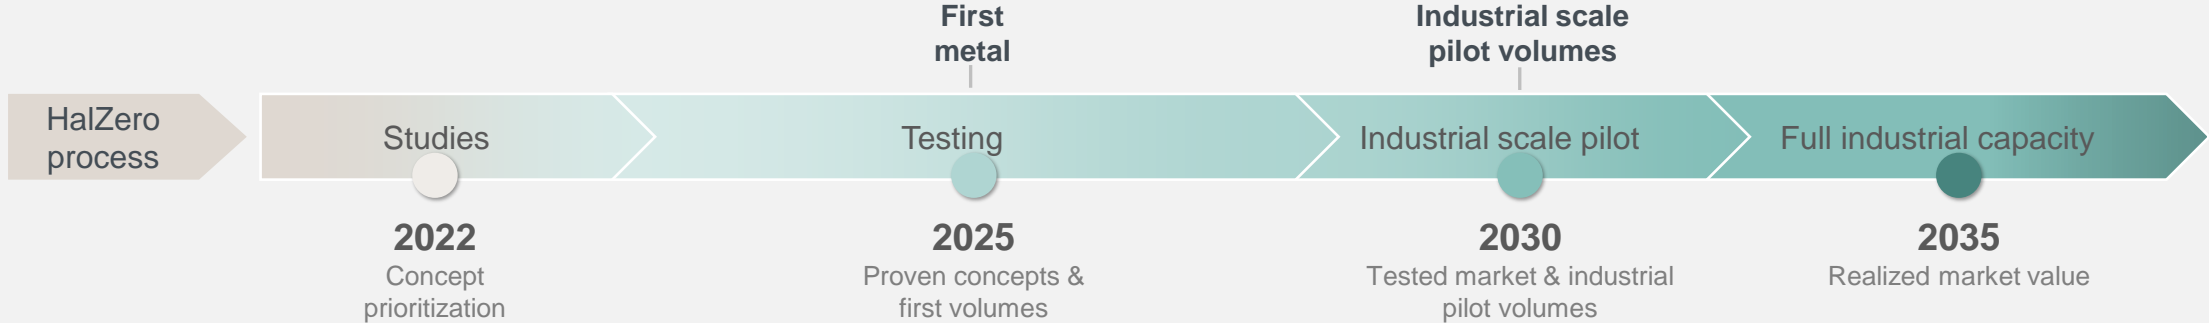 First
metal
Industrial scale
pilot volumes
HalZero
process
Studies
Testing
Industrial scale pilot
Full industrial capacity
2022
Concept
prioritization
2025
Proven concepts &
first volumes
2030
Tested market & industrial
pilot volumes
2035
Realized market value